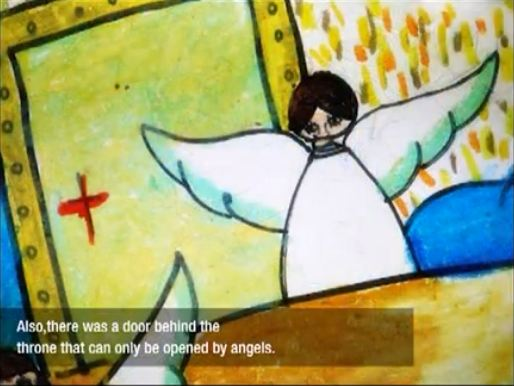 Also,there was a door behind the
throne that can only be opened by angels.